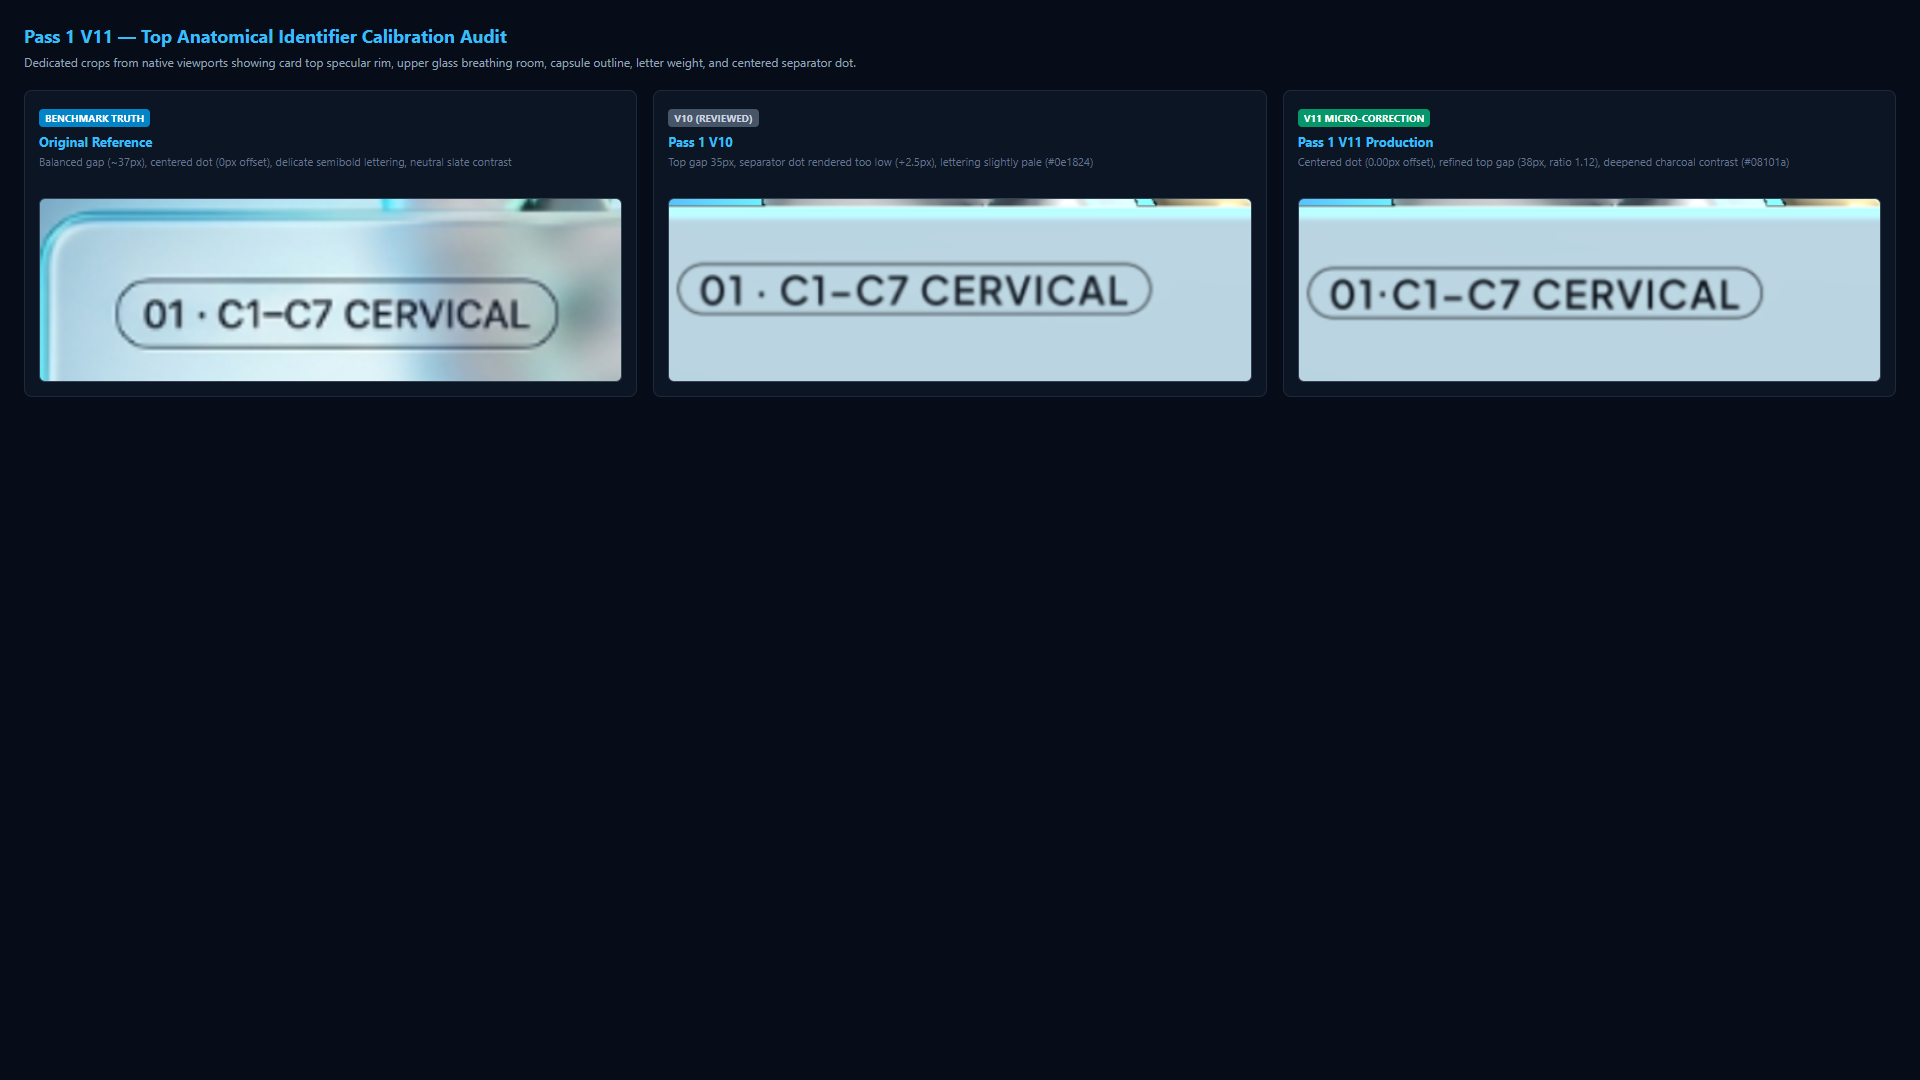 Pass 1 V11 — Top Anatomical Identifier Calibration Audit
Dedicated crops from native viewports showing card top specular rim, upper glass breathing room, capsule outline, letter weight, and centered separator dot.
BENCHMARK TRUTH
Original Reference
Balanced gap (~37px), centered dot (0px offset), delicate semibold lettering, neutral slate contrast
01 · C1–C7 CERVICAL
V10 (REVIEWED)
Pass 1 V10
Top gap 35px, separator dot rendered too low (+2.5px), lettering slightly pale (#0e1824)
01 · C1–C7 CERVICAL
V11 MICRO-CORRECTION
Pass 1 V11 Production
Centered dot (0.00px offset), refined top gap (38px, ratio 1.12), deepened charcoal contrast (#08101a)
01·C1–C7 CERVICAL